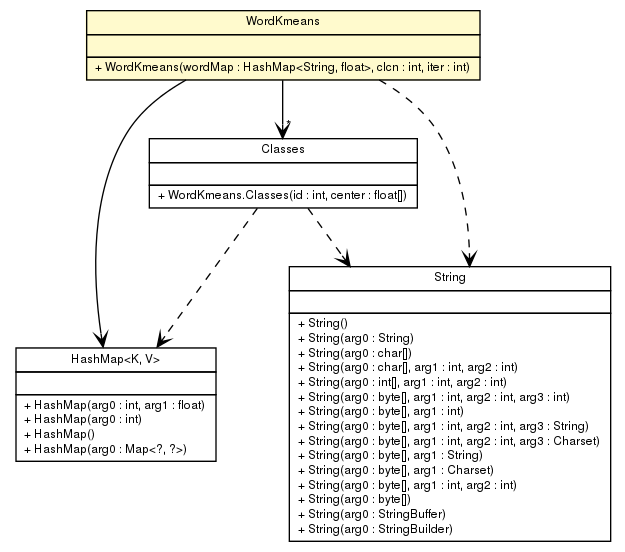 WordKmeans
+ WordKmeans(wordMap : HashMap<String, float>, clcn : int, iter : int)
*
Classes
+ WordKmeans.Classes(id : int, center : float[])
String
+ String()
+ String(arg0 : String)
+ String(arg0 : char[])
+ String(arg0 : char[], arg1 : int, arg2 : int)
+ String(arg0 : int[], arg1 : int, arg2 : int)
+ String(arg0 : byte[], arg1 : int, arg2 : int, arg3 : int)
+ String(arg0 : byte[], arg1 : int)
+ String(arg0 : byte[], arg1 : int, arg2 : int, arg3 : String)
+ String(arg0 : byte[], arg1 : int, arg2 : int, arg3 : Charset)
+ String(arg0 : byte[], arg1 : String)
+ String(arg0 : byte[], arg1 : Charset)
+ String(arg0 : byte[], arg1 : int, arg2 : int)
+ String(arg0 : byte[])
+ String(arg0 : StringBuffer)
+ String(arg0 : StringBuilder)
HashMap<K, V>
+ HashMap(arg0 : int, arg1 : float)
+ HashMap(arg0 : int)
+ HashMap()
+ HashMap(arg0 : Map<?, ?>)